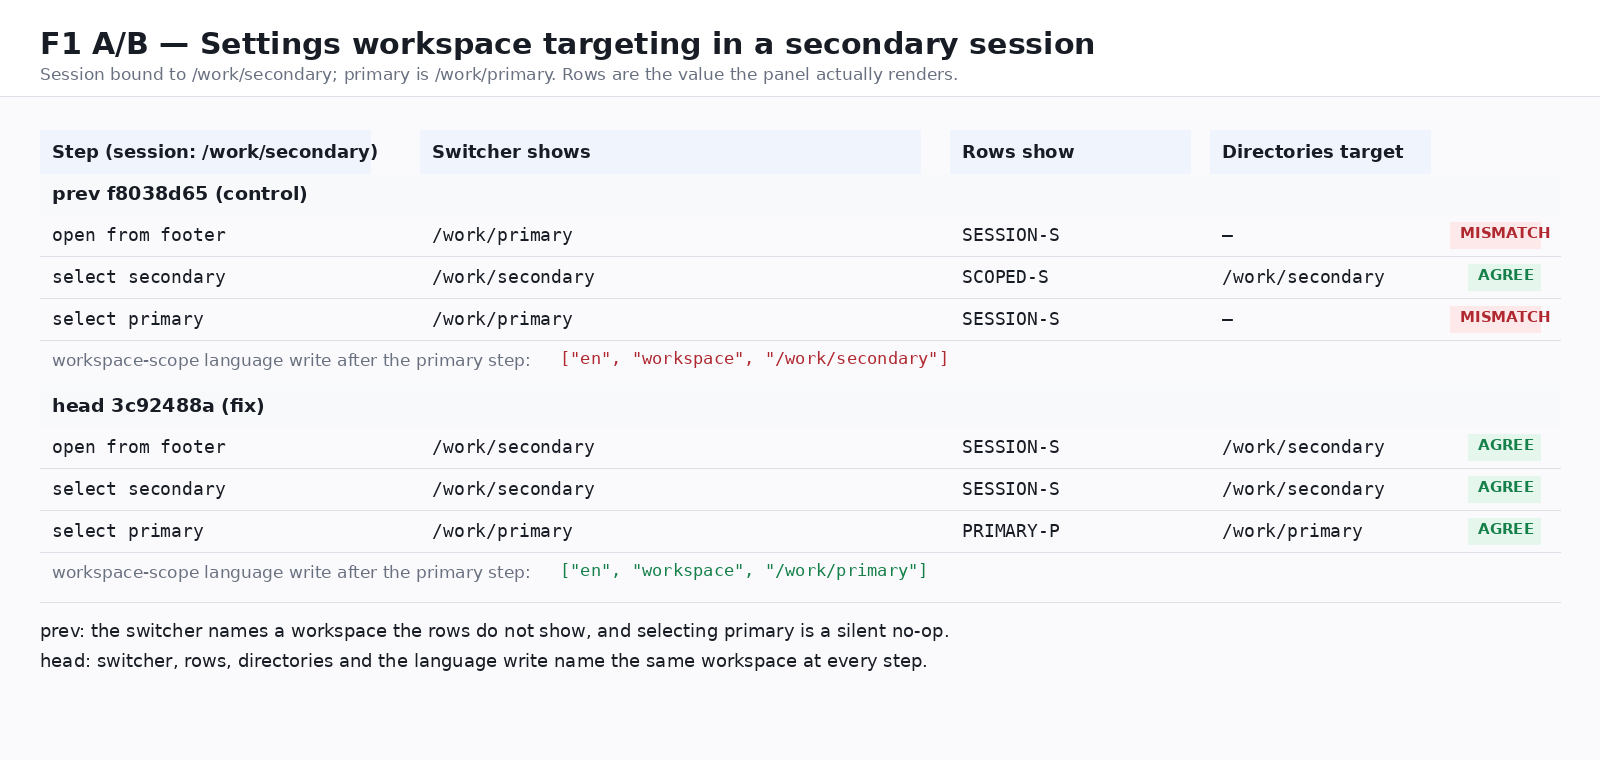 F1 A/B — Settings workspace targeting in a secondary session
Session bound to /work/secondary; primary is /work/primary. Rows are the value the panel actually renders.
Step (session: /work/secondary) Switcher shows Rows show Directories target
prev f8038d65 (control)
open from footer /work/primary SESSION-S — MISMATCH
select secondary /work/secondary SCOPED-S /work/secondary AGREE
select primary /work/primary SESSION-S — MISMATCH
workspace-scope language write after the primary step: ["en", "workspace", "/work/secondary"]
head 3c92488a (fix)
open from footer /work/secondary SESSION-S /work/secondary AGREE
select secondary /work/secondary SESSION-S /work/secondary AGREE
select primary /work/primary PRIMARY-P /work/primary AGREE
workspace-scope language write after the primary step: ["en", "workspace", "/work/primary"]
prev: the switcher names a workspace the rows do not show, and selecting primary is a silent no-op.
head: switcher, rows, directories and the language write name the same workspace at every step.